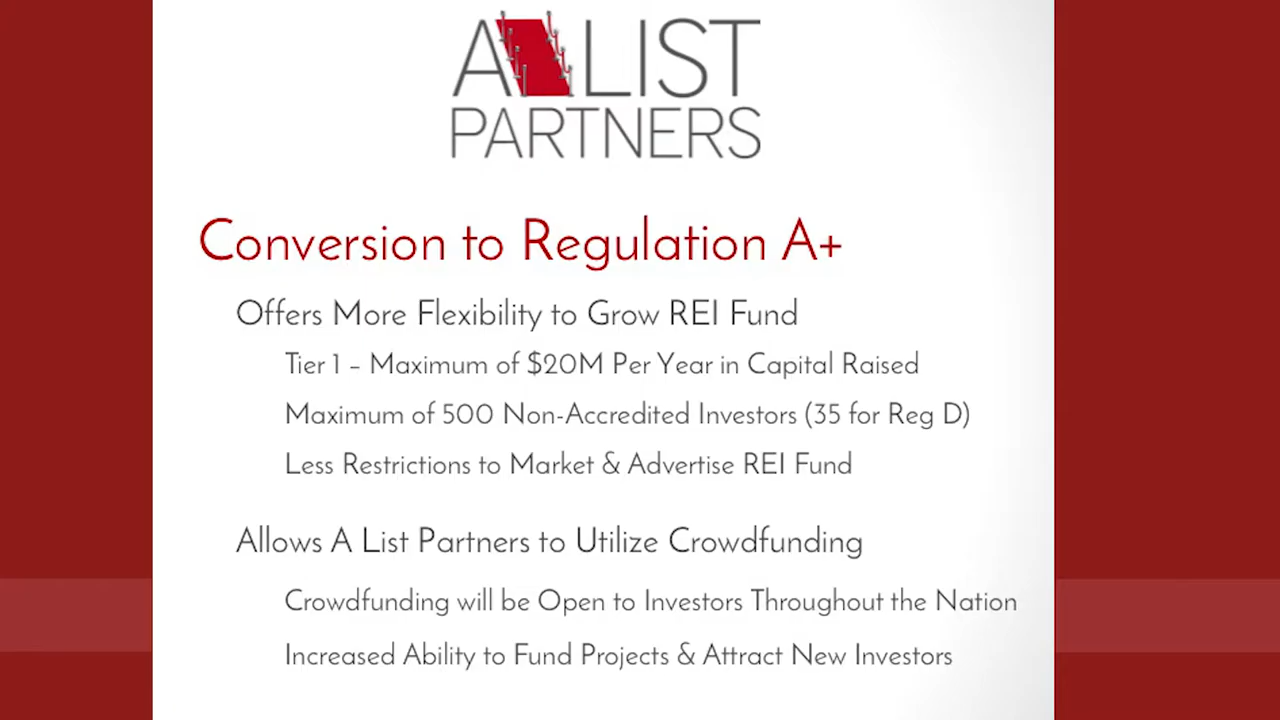 A LIST
PARTNERS
Conversion to Regulation A+
Offers More Flexibility to Grow REI Fund
Tier 1 – Maximum of $20M Per Year in Capital Raised
Maximum of 500 Non-Accredited Investors (35 for Reg D)
Less Restrictions to Market & Advertise REI Fund
Allows A List Partners to Utilize Crowdfunding
Crowdfunding will be Open to Investors Throughout the Nation
Increased Ability to Fund Projects & Attract New Investors